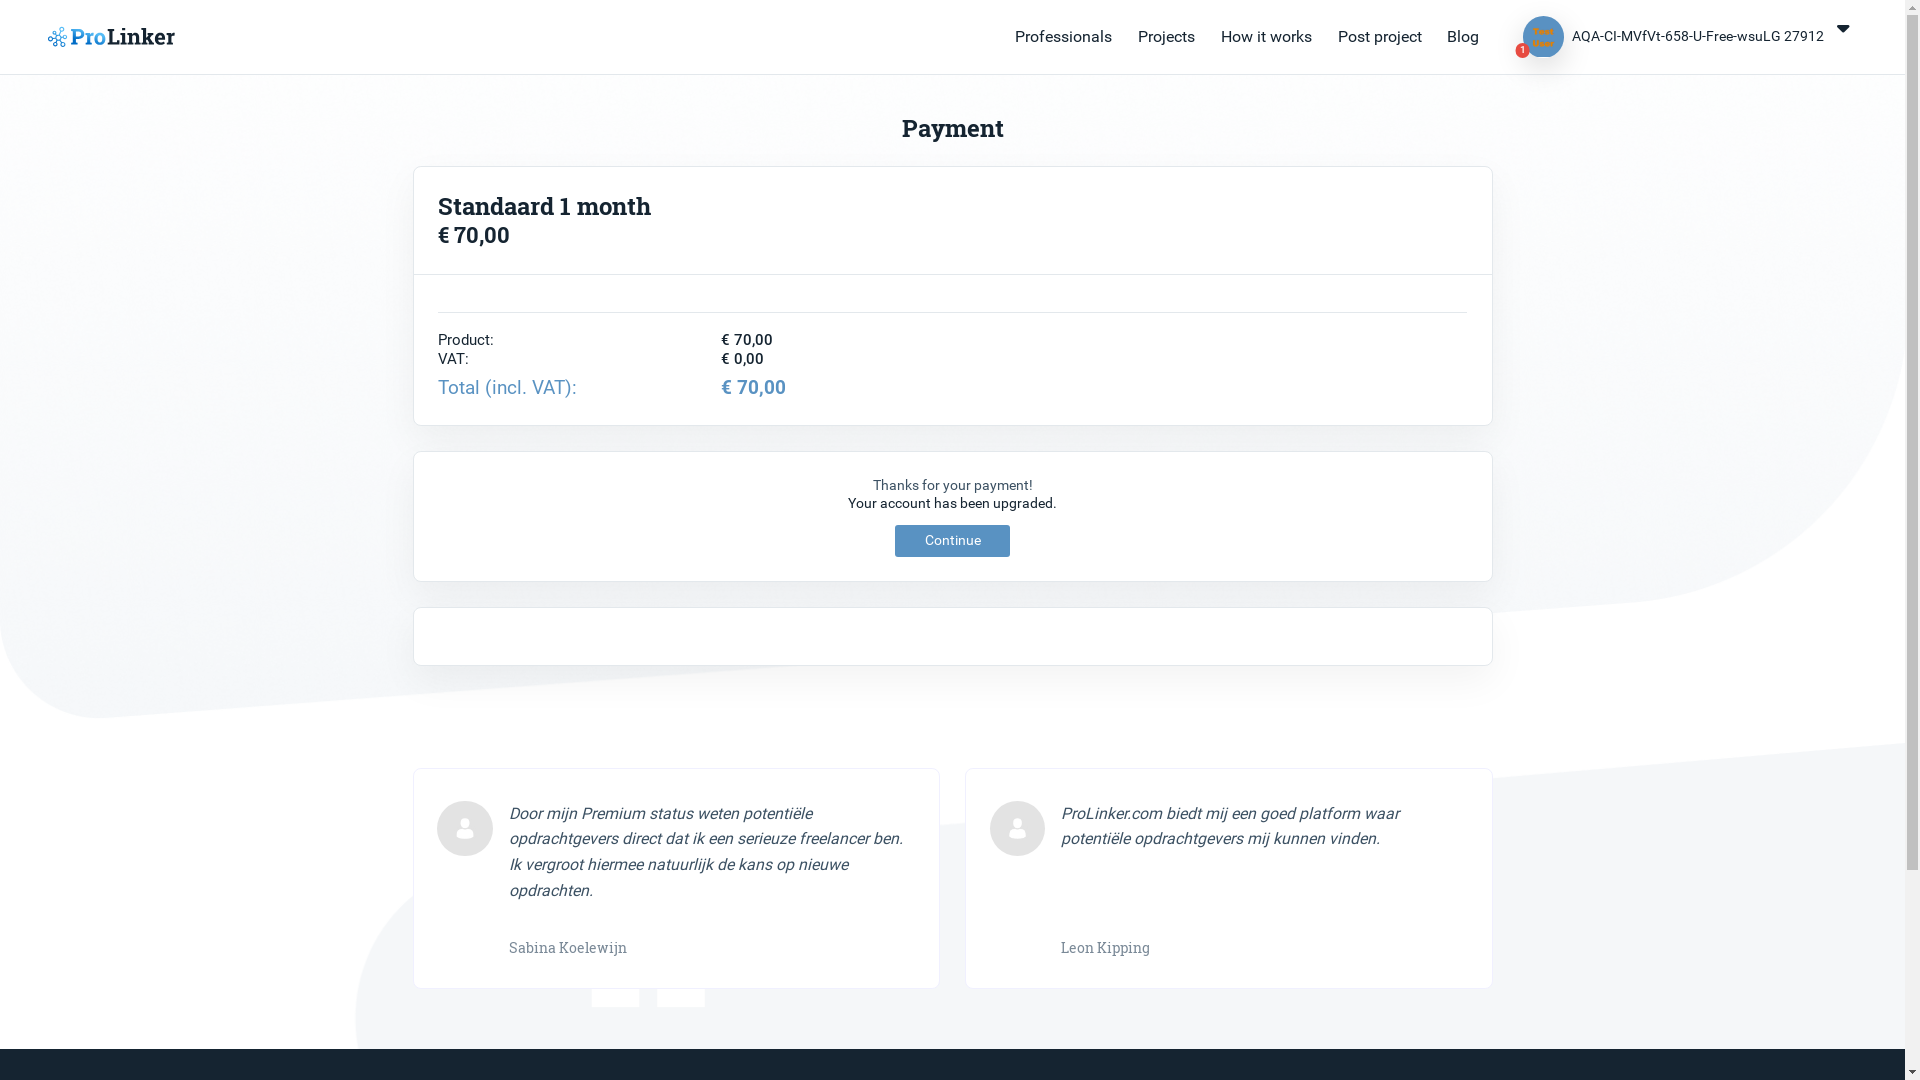 ProLinker
Professionals
Projects
How it works
Post project
Blog
Test
User
1
AQA-CI-MVfVt-658-U-Free-wsuLG 27912
Payment
Standaard 1 month
€ 70,00
Product: € 70,00
VAT: € 0,00
Total (incl. VAT): € 70,00
Thanks for your payment!
Your account has been upgraded.
Continue
Door mijn Premium status weten potentiële
opdrachtgevers direct dat ik een serieuze freelancer ben.
Ik vergroot hiermee natuurlijk de kans op nieuwe
opdrachten.
Sabina Koelewijn
ProLinker.com biedt mij een goed platform waar
potentiële opdrachtgevers mij kunnen vinden.
Leon Kipping